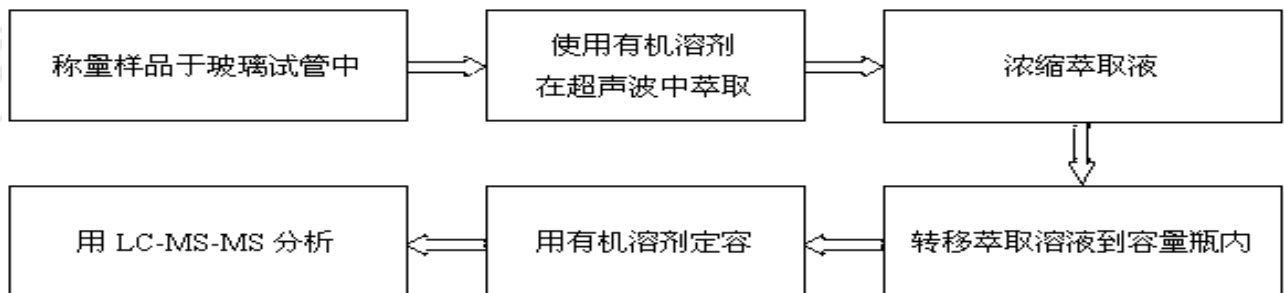 称量样品于玻璃试管中
使用有机溶剂
在超声波中萃取
浓缩萃取液
转移萃取溶液到容量瓶内
用有机溶剂定容
用 LC-MS-MS 分析